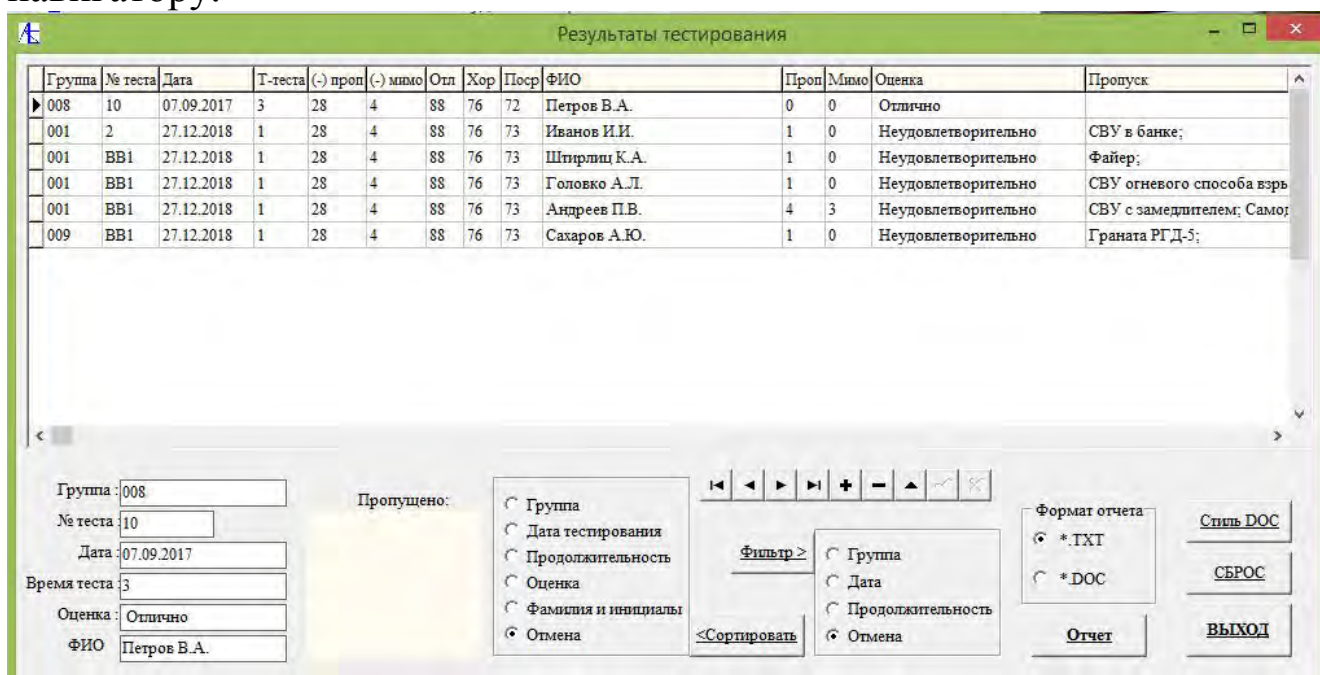 навигатору.
Результаты тестирования
Группа № теста Дата Т-теста (-) проп (-) мимо Отл Хор Поср ФИО Проп Мимо Оценка Пропуск
008 10 07.09.2017 3 28 4 88 76 72 Петров В.А. 0 0 Отлично
001 2 27.12.2018 1 28 4 88 76 73 Иванов И.И. 1 0 Неудовлетворительно СВУ в банке;
001 ВВ1 27.12.2018 1 28 4 88 76 73 Штирлиц К.А. 1 0 Неудовлетворительно Файер;
001 ВВ1 27.12.2018 1 28 4 88 76 73 Головко А.Л. 1 0 Неудовлетворительно СВУ огневого способа взры
001 ВВ1 27.12.2018 1 28 4 88 76 73 Андреев П.В. 4 3 Неудовлетворительно СВУ с замедлителем; Самод
009 ВВ1 27.12.2018 1 28 4 88 76 73 Сахаров А.Ю. 1 0 Неудовлетворительно Граната РГД-5;
Группа : 008
№ теста : 10
Дата : 07.09.2017
Время теста : 3
Оценка : Отлично
ФИО Петров В.А.
Пропущено:
Группа
Дата тестирования
Продолжительность
Оценка
Фамилия и инициалы
Отмена
Фильтр >
<Сортировать
Группа
Дата
Продолжительность
Отмена
Формат отчета
*.TXT
*.DOC
Отчет
Стиль DOC
СБРОС
ВЫХОД